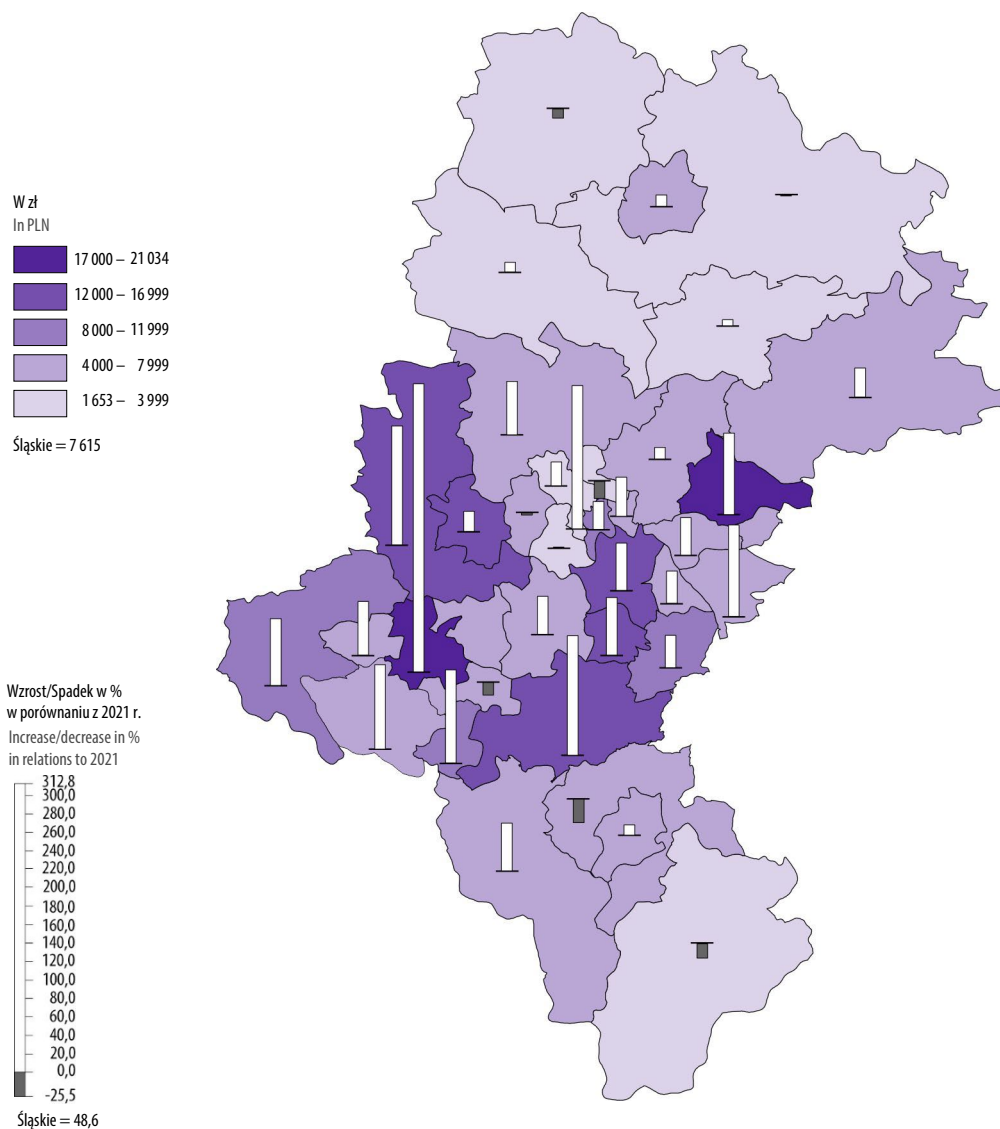 W zł
In PLN
17 000 – 21 034
12 000 – 16 999
8 000 – 11 999
4 000 – 7 999
1 653 – 3 999
Śląskie = 7 615
Wzrost/Spadek w %
w porównaniu z 2021 r.
Increase/decrease in %
in relations to 2021
312,8
300,0
280,0
260,0
240,0
220,0
200,0
180,0
160,0
140,0
120,0
100,0
80,0
60,0
40,0
20,0
0,0
-25,5
Śląskie = 48,6